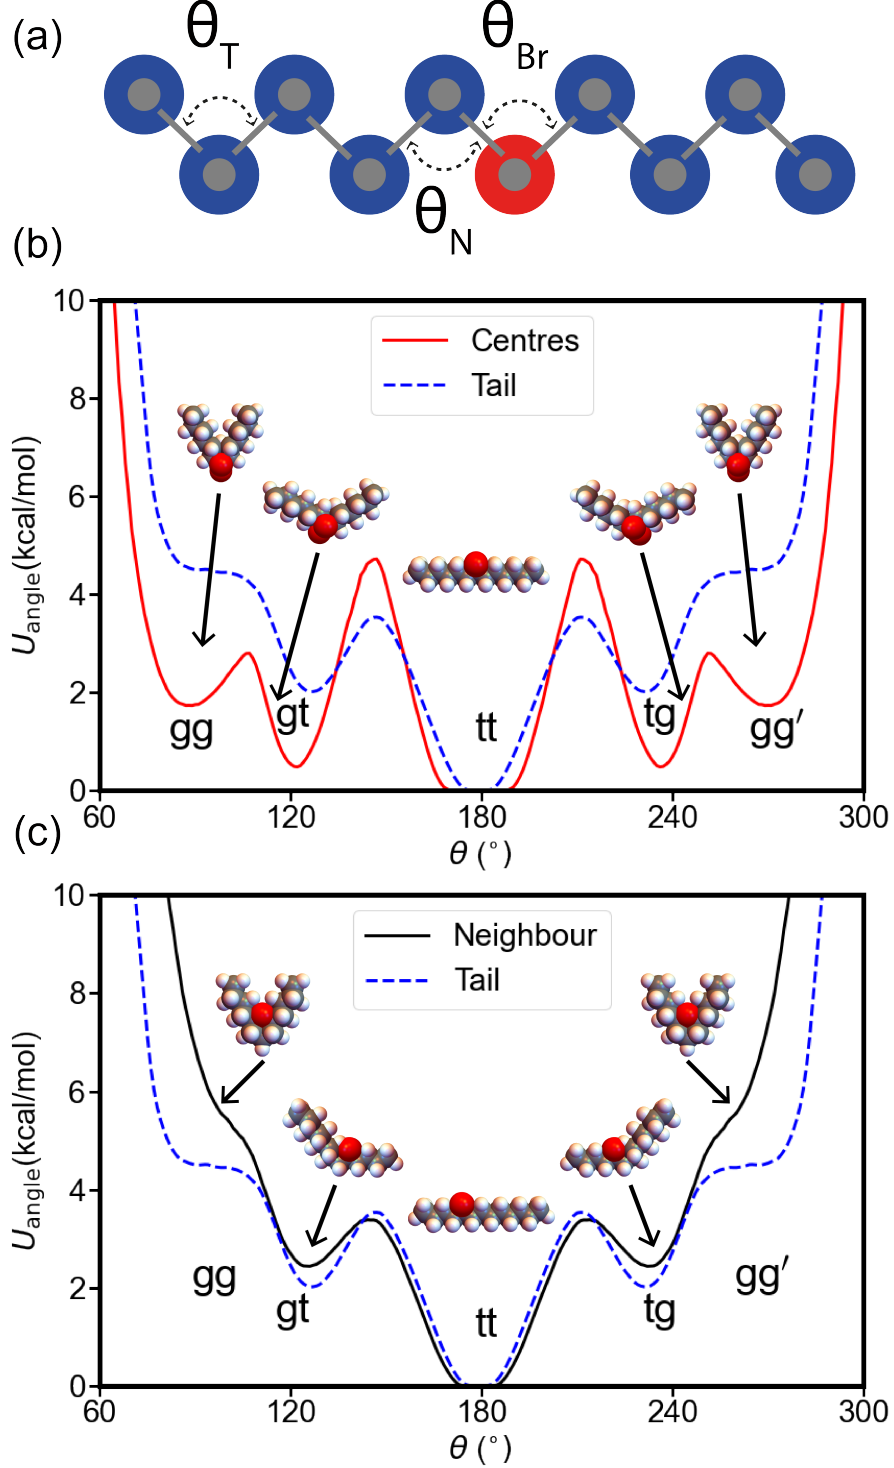 (a)
θT
θBr
θN
(b)
10
8
6
4
2
0
Uangle(kcal/mol)
Centres
Tail
gg
gt
tt
tg
gg′
60
120
180
240
300
θ (°)
(c)
10
8
6
4
2
0
Uangle(kcal/mol)
Neighbour
Tail
gg
gt
tt
tg
gg′
60
120
180
240
300
θ (°)